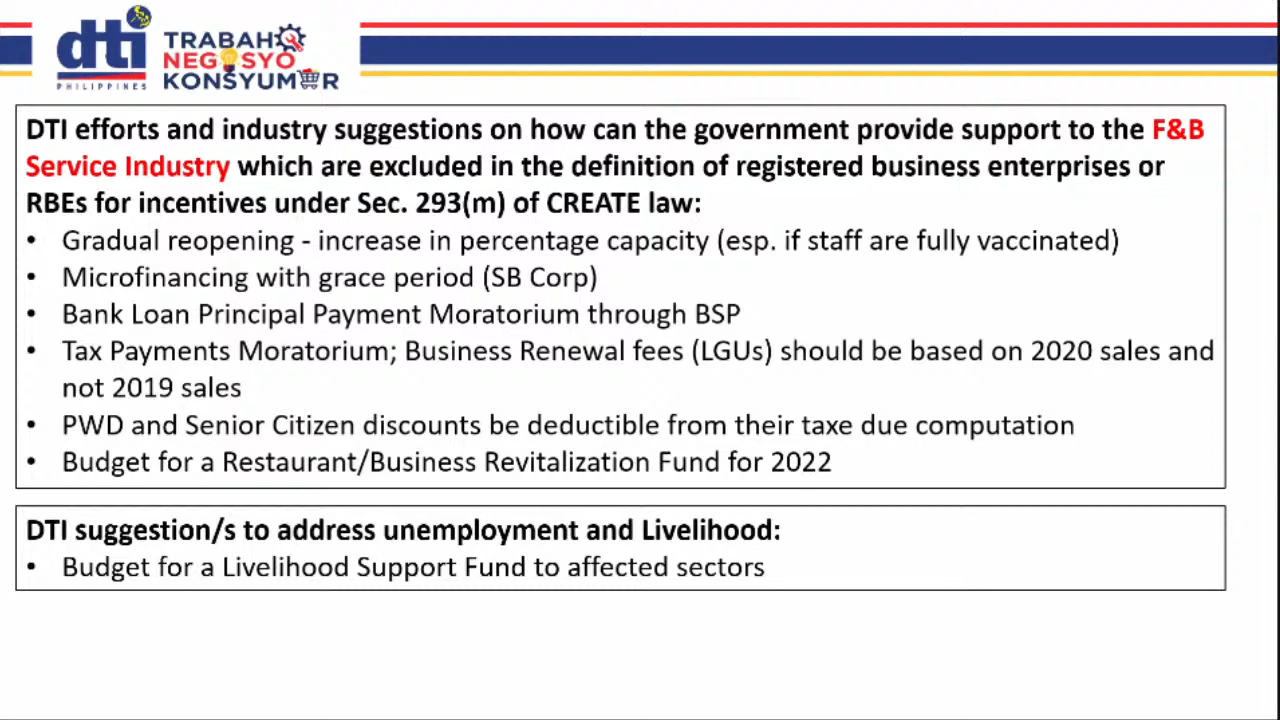 dti
PHILIPPINES
TRABAHO
NEGOSYO
KONSYUMER
DTI efforts and industry suggestions on how can the government provide support to the F&B
Service Industry which are excluded in the definition of registered business enterprises or
RBEs for incentives under Sec. 293(m) of CREATE law:
• Gradual reopening - increase in percentage capacity (esp. if staff are fully vaccinated)
• Microfinancing with grace period (SB Corp)
• Bank Loan Principal Payment Moratorium through BSP
• Tax Payments Moratorium; Business Renewal fees (LGUs) should be based on 2020 sales and
not 2019 sales
• PWD and Senior Citizen discounts be deductible from their taxe due computation
• Budget for a Restaurant/Business Revitalization Fund for 2022
DTI suggestion/s to address unemployment and Livelihood:
• Budget for a Livelihood Support Fund to affected sectors